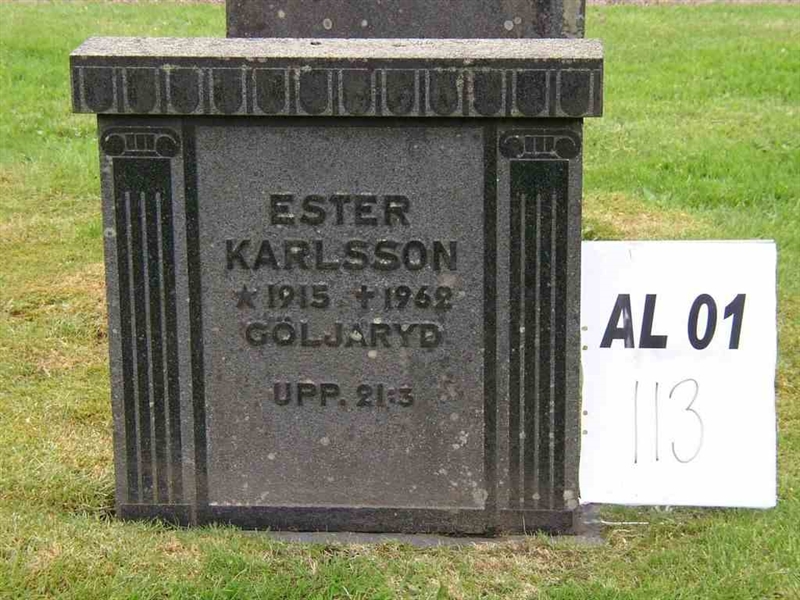 ESTER
KARLSSON
★ 1915 ✝ 1962
GÖLJARYD
UPP. 21:3
AL 01
113